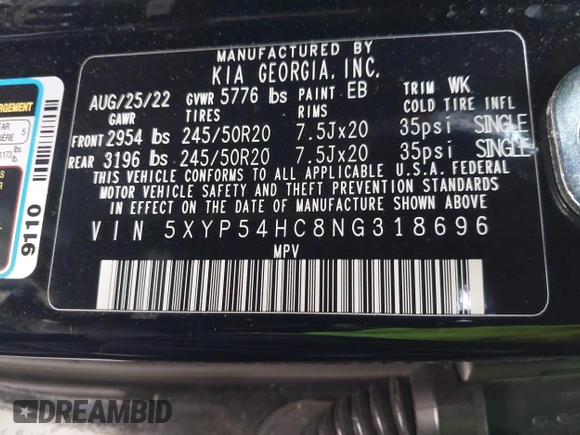 MANUFACTURED BY
KIA GEORGIA, INC.
AUG/25/22 GVWR 5776 lbs PAINT EB TRIM WK
GAWR TIRES RIMS COLD TIRE INFL
FRONT 2954 lbs 245/50R20 7.5Jx20 35psi SINGLE
REAR 3196 lbs 245/50R20 7.5Jx20 35psi SINGLE
THIS VEHICLE CONFORMS TO ALL APPLICABLE U.S.A. FEDERAL
MOTOR VEHICLE SAFETY AND THEFT PREVENTION STANDARDS
IN EFFECT ON THE DATE OF MANUFACTURE SHOWN ABOVE
VIN 5XYP54HC8NG318696
MPV
9110
DREAMBID